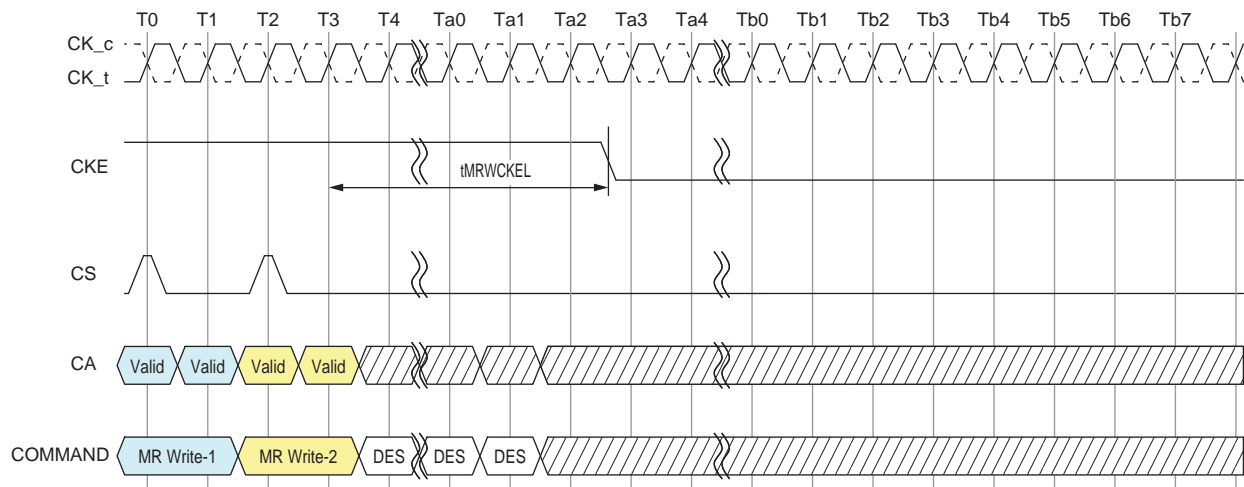 T0 T1 T2 T3 T4 Ta0 Ta1 Ta2 Ta3 Ta4 Tb0 Tb1 Tb2 Tb3 Tb4 Tb5 Tb6 Tb7
CK_c
CK_t
CKE
tMRWCKEL
CS
CA Valid Valid Valid Valid
COMMAND MR Write-1 MR Write-2 DES DES DES